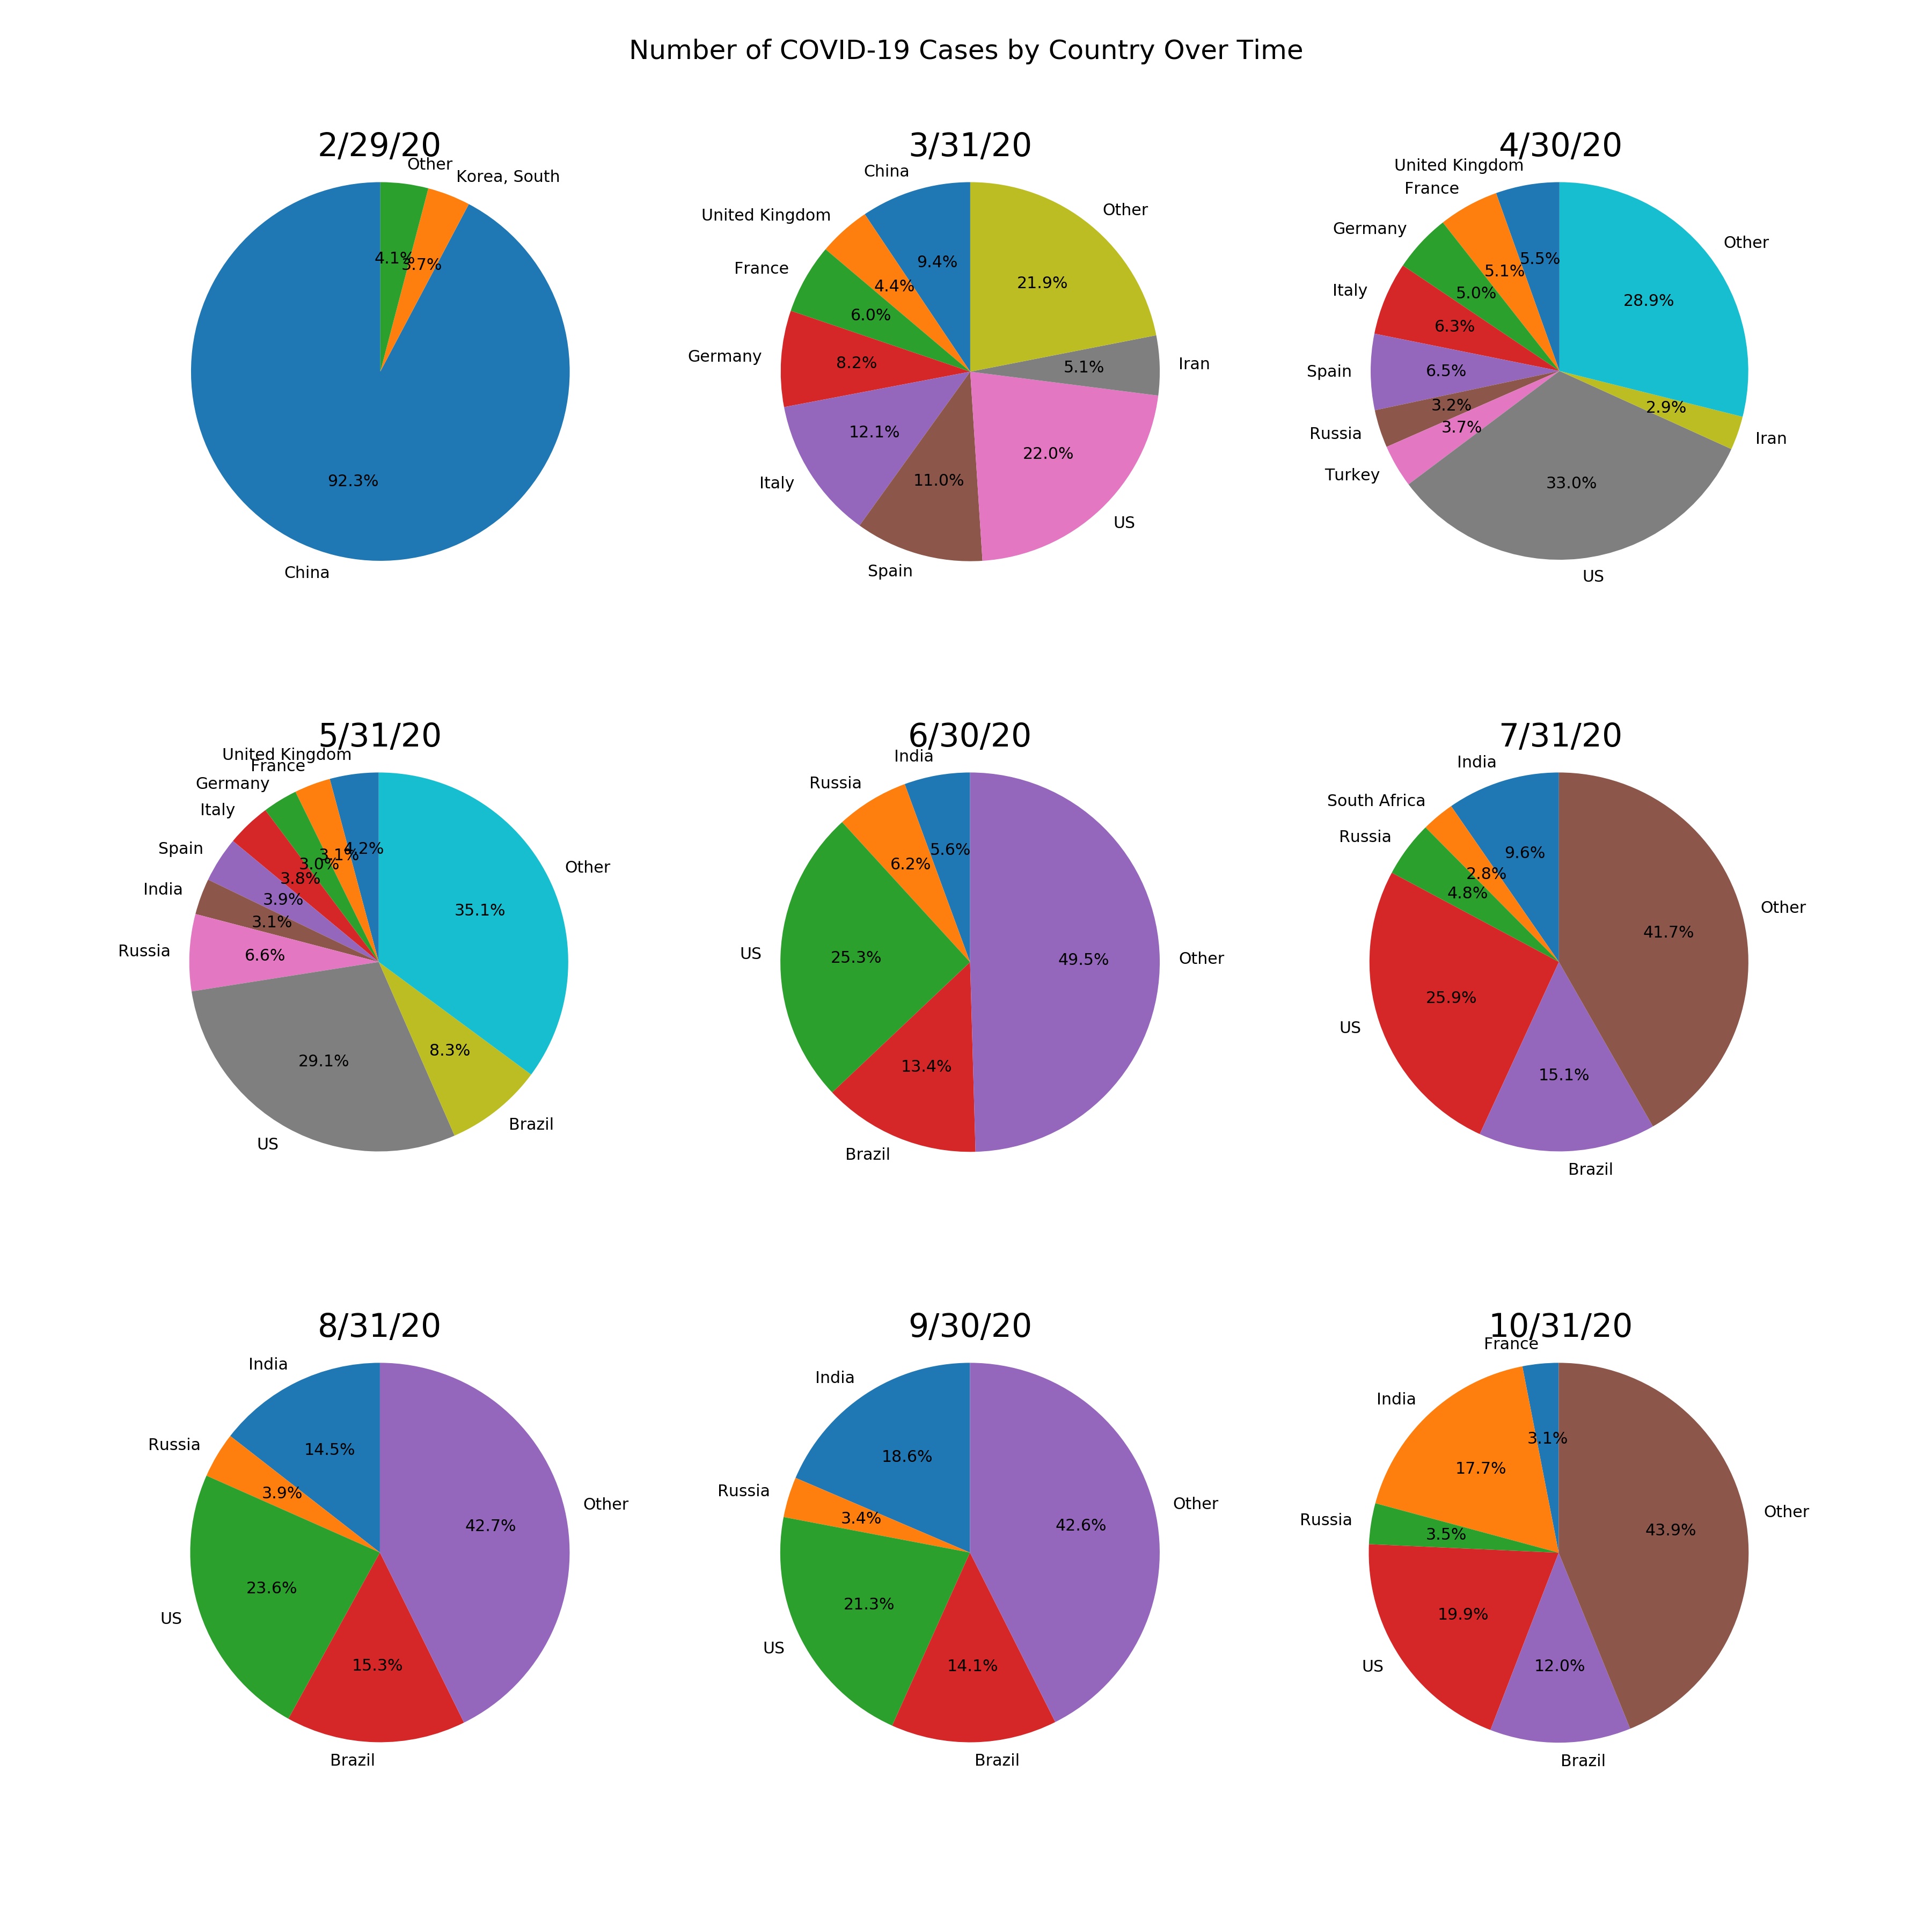 Number of COVID-19 Cases by Country Over Time
2/29/20
Other
Korea, South
4.1%
3.7%
92.3%
China
3/31/20
China
United Kingdom
France
Germany
Italy
Spain
US
Iran
Other
9.4%
4.4%
6.0%
8.2%
12.1%
11.0%
22.0%
5.1%
21.9%
4/30/20
United Kingdom
France
Germany
Italy
Spain
Russia
Turkey
US
Iran
Other
5.5%
5.1%
5.0%
6.3%
6.5%
3.2%
3.7%
33.0%
2.9%
28.9%
5/31/20
United Kingdom
France
Germany
Italy
Spain
India
Russia
US
Brazil
Other
4.2%
3.1%
3.0%
3.8%
3.9%
3.1%
6.6%
29.1%
8.3%
35.1%
6/30/20
India
Russia
US
Brazil
Other
5.6%
6.2%
25.3%
13.4%
49.5%
7/31/20
India
South Africa
Russia
US
Brazil
Other
9.6%
2.8%
4.8%
25.9%
15.1%
41.7%
8/31/20
India
Russia
US
Brazil
Other
14.5%
3.9%
23.6%
15.3%
42.7%
9/30/20
India
Russia
US
Brazil
Other
18.6%
3.4%
21.3%
14.1%
42.6%
10/31/20
France
India
Russia
US
Brazil
Other
3.1%
17.7%
3.5%
19.9%
12.0%
43.9%